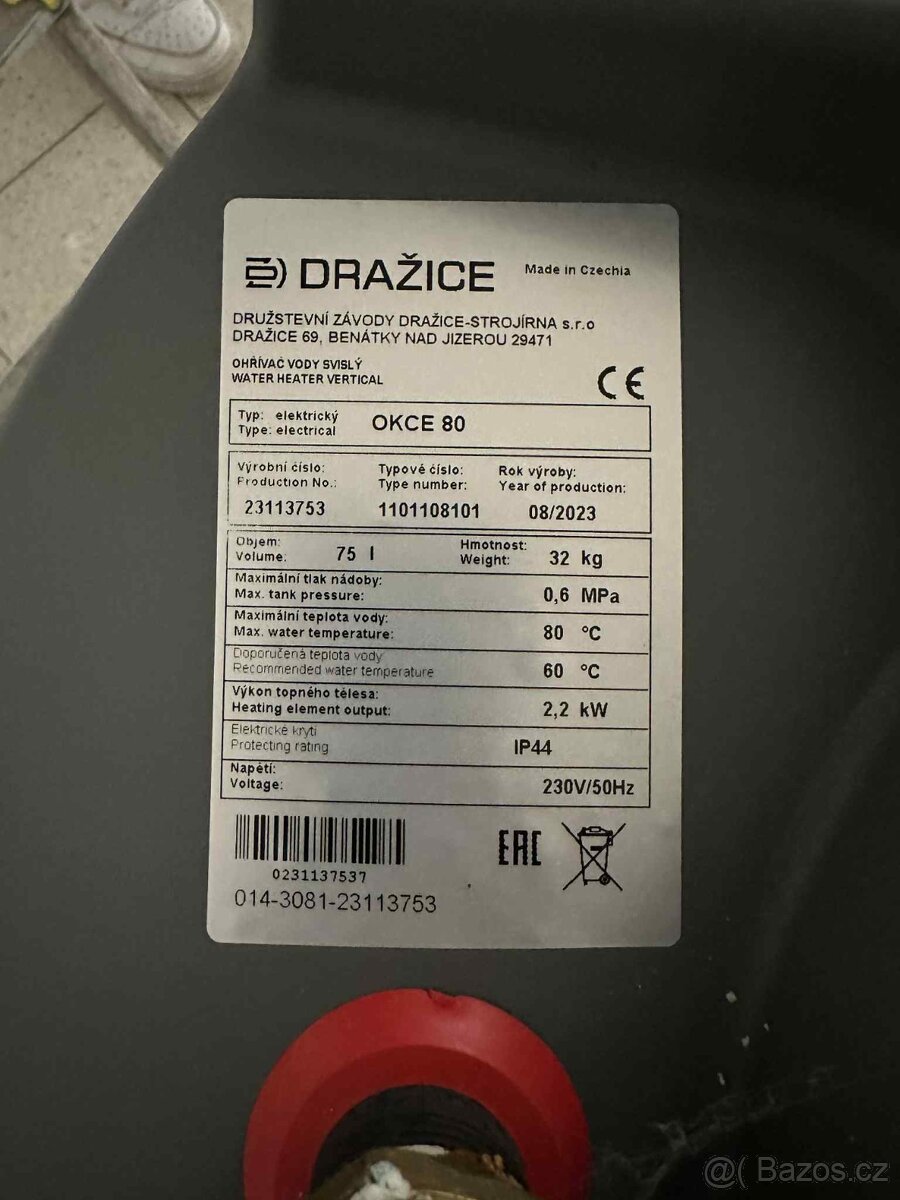 DRAŽICE Made in Czechia
DRUŽSTEVNÍ ZÁVODY DRAŽICE-STROJÍRNA s.r.o
DRAŽICE 69, BENÁTKY NAD JIZEROU 29471
OHŘÍVAČ VODY SVISLÝ
WATER HEATER VERTICAL
CE
Typ: elektrický
Type: electrical
OKCE 80
Výrobní číslo: Typové číslo: Rok výroby:
Production No.: Type number: Year of production:
23113753 1101108101 08/2023
Objem:
Volume: 75 l
Hmotnost:
Weight: 32 kg
Maximální tlak nádoby:
Max. tank pressure: 0,6 MPa
Maximální teplota vody:
Max. water temperature: 80 °C
Doporučená teplota vody
Recommended water temperature 60 °C
Výkon topného tělesa:
Heating element output: 2,2 kW
Elektrické krytí
Protecting rating IP44
Napětí:
Voltage: 230V/50Hz
EAC
0231137537
014-3081-23113753
@( Bazos.cz